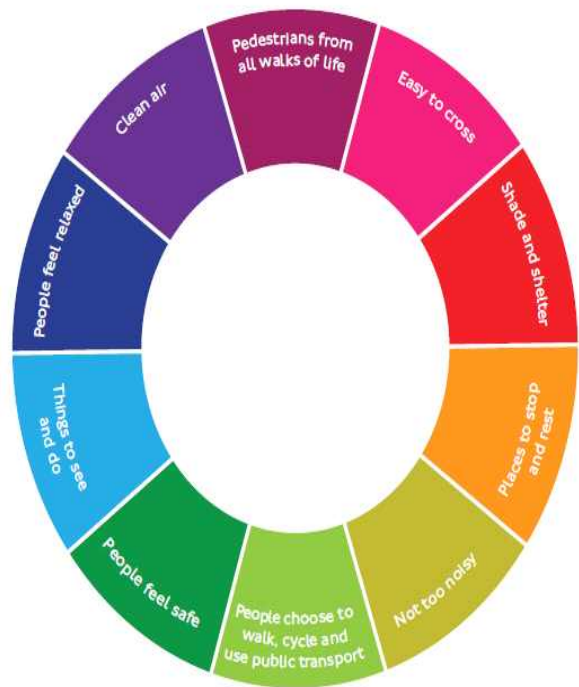 Pedestrians from
all walks of life
Easy to cross
Shade and shelter
Places to stop
and rest
Not too noisy
People choose to
walk, cycle and
use public transport
People feel safe
Things to see
and do
People feel relaxed
Clean air